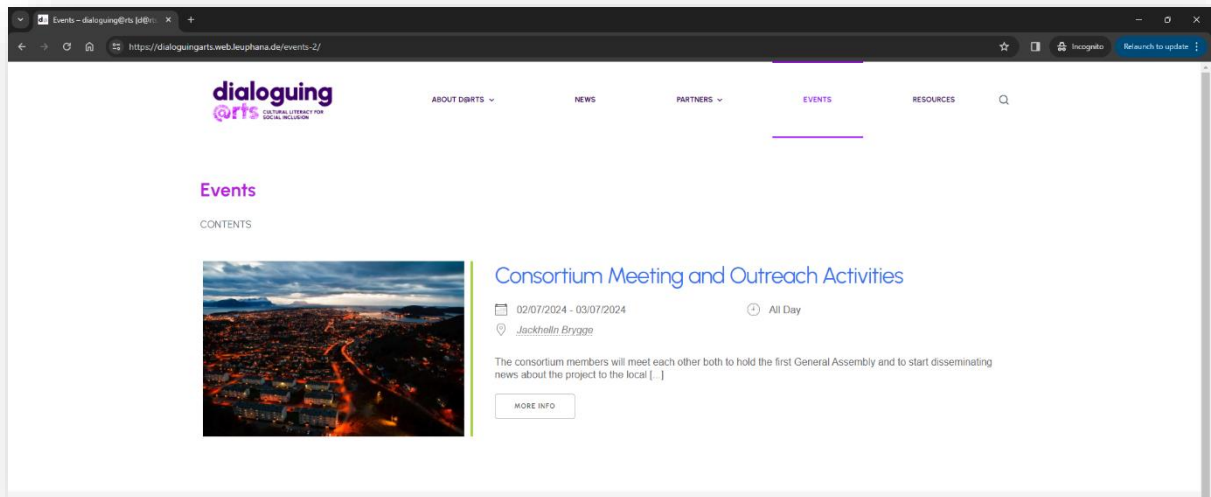 Events – dialoguing@rts [d@rts
Incognito
Relaunch to update
https://dialoguingarts.web.leuphana.de/events-2/
dialoguing
@rts CULTURAL LITERACY FOR
SOCIAL INCLUSION
ABOUT D@RTS
NEWS
PARTNERS
EVENTS
RESOURCES
Events
CONTENTS
Consortium Meeting and Outreach Activities
02/07/2024 - 03/07/2024
All Day
Jackhelln Brygge
The consortium members will meet each other both to hold the first General Assembly and to start disseminating
news about the project to the local [...]
MORE INFO